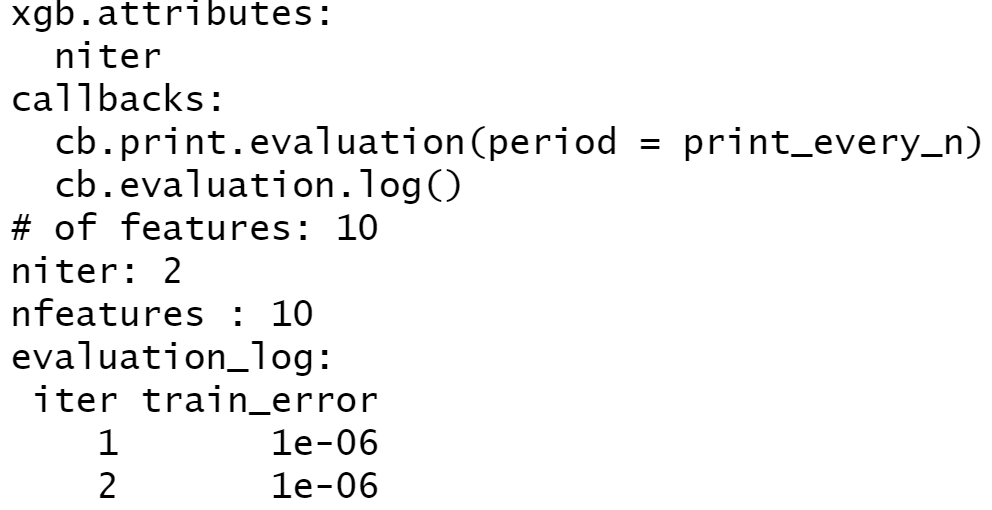 xgb.attributes:
  niter
callbacks:
  cb.print.evaluation(period = print_every_n)
  cb.evaluation.log()
# of features: 10
niter: 2
nfeatures : 10
evaluation_log:
 iter train_error
    1       1e-06
    2       1e-06